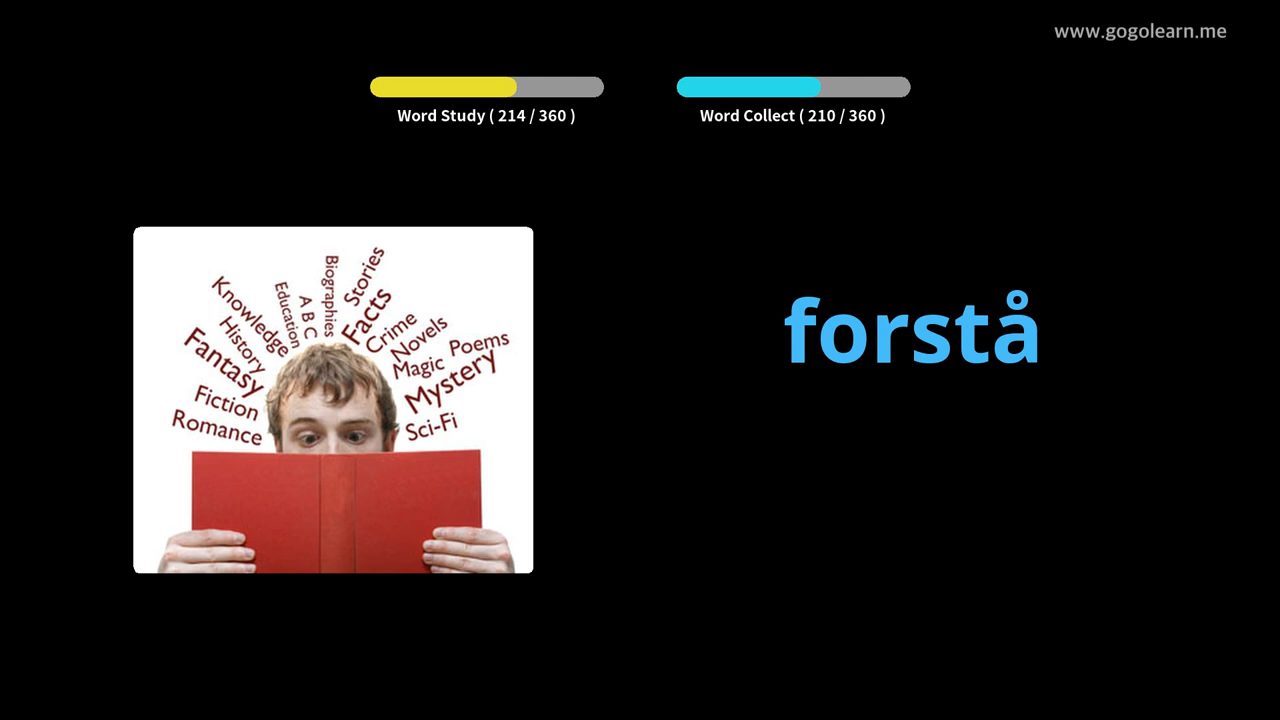 www.gogolearn.me
Word Study ( 214 / 360 )
Word Collect ( 210 / 360 )
Romance
Fiction
Fantasy
History
Knowledge
Education
A B C
Biographies
Stories
Facts
Crime
Novels
Magic
Poems
Mystery
Sci-Fi
forstå